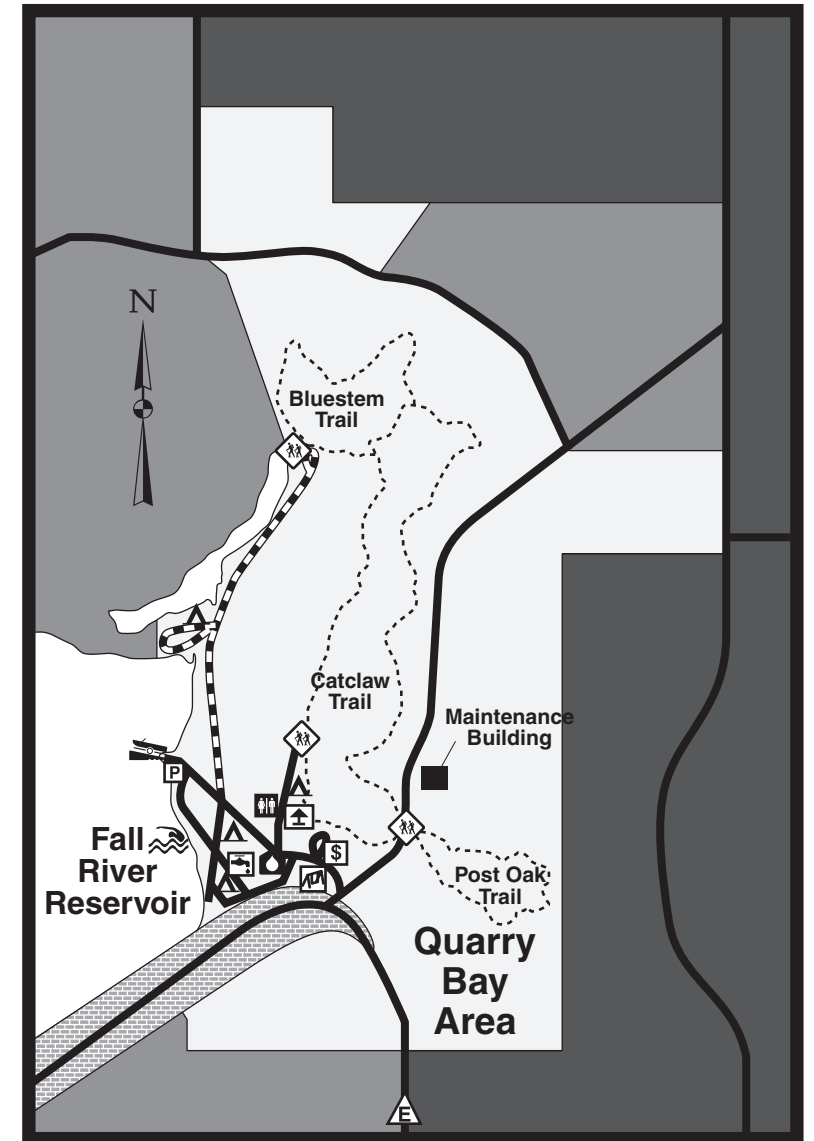 N
Bluestem
Trail
Catclaw
Trail
Maintenance
Building
P
$
Fall
River
Reservoir
Post Oak
Trail
Quarry
Bay
Area
E